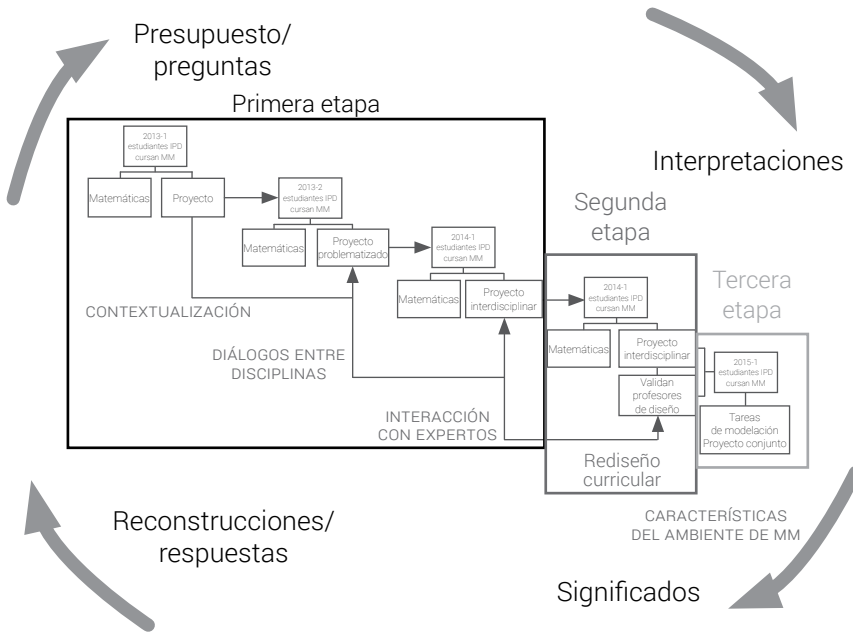 Presupuesto/
preguntas
Primera etapa
2013-1
estudiantes IPD
cursan MM
Matemáticas
Proyecto
2013-2
estudiantes IPD
cursan MM
Matemáticas
Proyecto
problematizado
2014-1
estudiantes IPD
cursan MM
Matemáticas
Proyecto
interdisciplinar
CONTEXTUALIZACIÓN
DIÁLOGOS ENTRE
DISCIPLINAS
INTERACCIÓN
CON EXPERTOS
Interpretaciones
Segunda
etapa
2014-1
estudiantes IPD
cursan MM
Matemáticas
Proyecto
interdisciplinar
Validan
profesores
de diseño
Rediseño
curricular
Tercera
etapa
2015-1
estudiantes IPD
cursan MM
Tareas
de modelación
Proyecto conjunto
CARACTERÍSTICAS
DEL AMBIENTE DE MM
Significados
Reconstrucciones/
respuestas